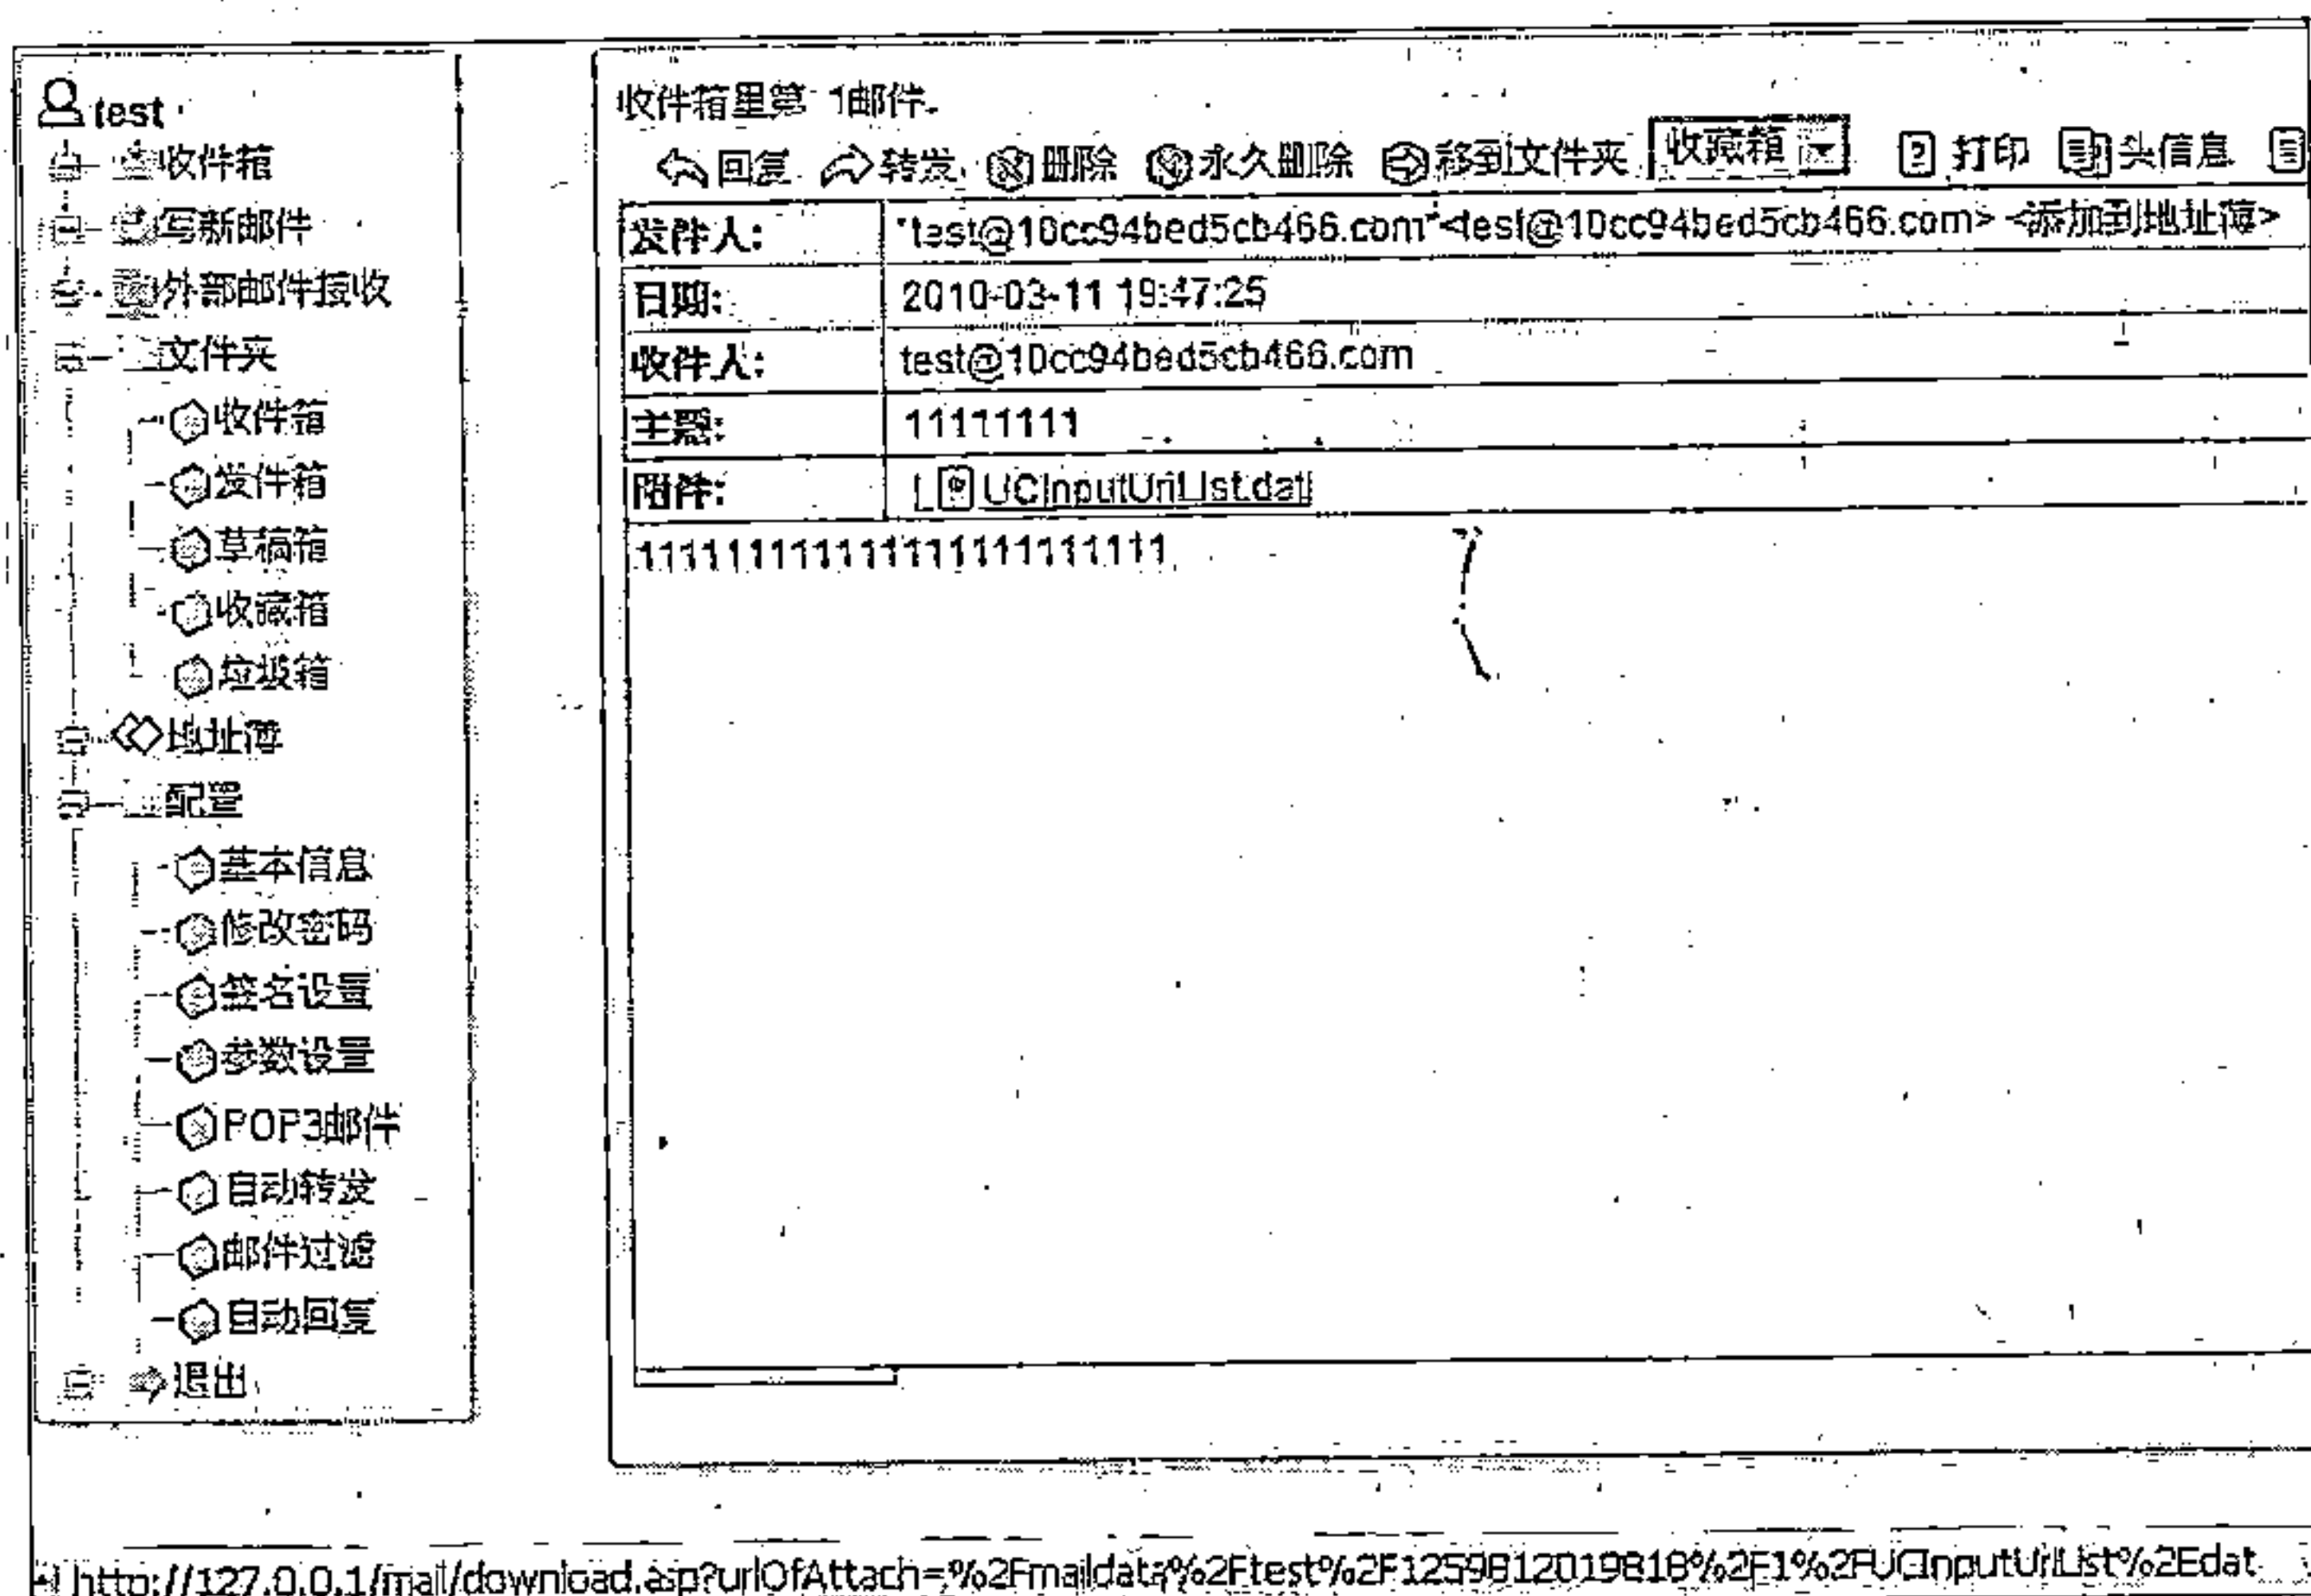 test
收件箱
写新邮件
外部邮件接收
文件夹
收件箱
发件箱
草稿箱
收藏箱
垃圾箱
地址簿
配置
基本信息
修改密码
签名设置
参数设置
POP3邮件
自动转发
邮件过滤
自动回复
退出
收件箱里第 1邮件.
回复 转发 删除 永久删除 移到文件夹 收藏箱 打印 头信息
发件人: "test@10cc94bed5cb466.com"<test@10cc94bed5cb466.com> <添加到地址簿>
日期: 2010-03-11 19:47:25
收件人: test@10cc94bed5cb466.com
主题: 11111111
附件: [ UCInputUrlList.dat]
11111111111111111111111
http://127.0.0.1/mail/download.asp?urlOfAttach=%2Fmaildata%2Ftest%2F1259812019818%2F1%2FUCInputUrlList%2Edat